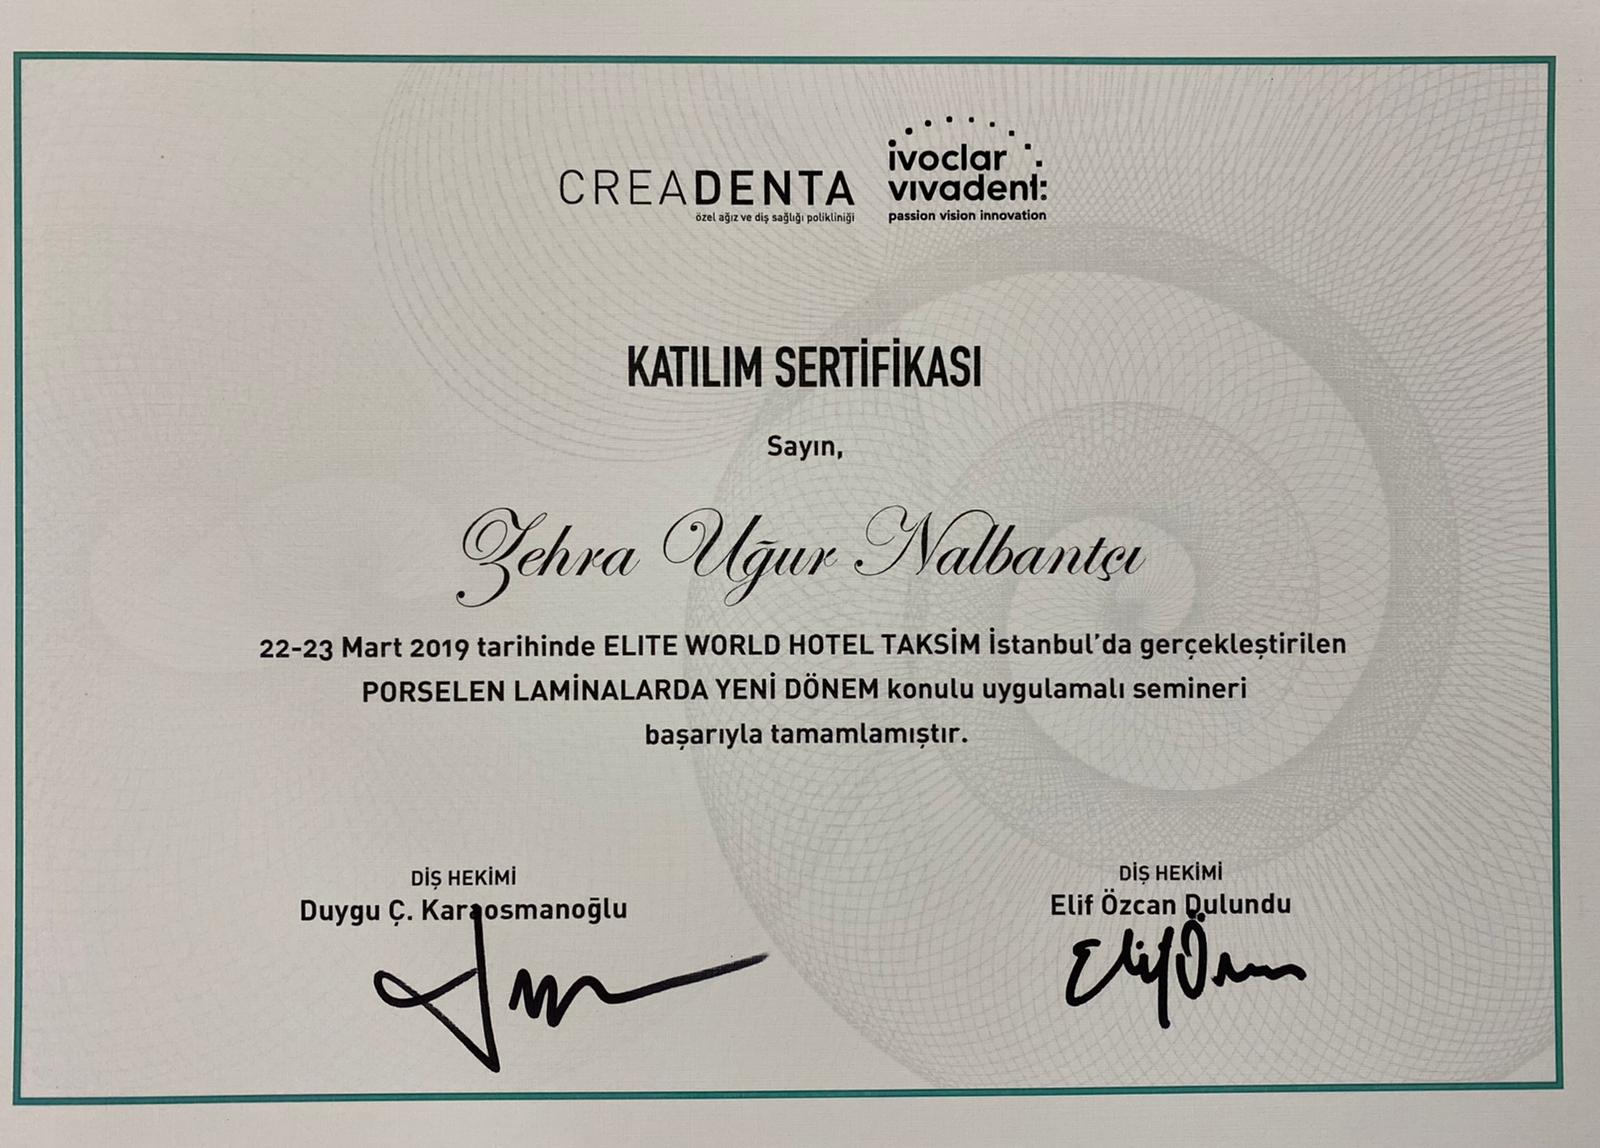 CREADENTA
özel ağız ve diş sağlığı polikliniği
ivoclar
vivadent:
passion vision innovation
KATILIM SERTİFİKASI
Sayın,
Zehra Uğur Nalbantçı
22-23 Mart 2019 tarihinde ELITE WORLD HOTEL TAKSİM İstanbul'da gerçekleştirilen
PORSELEN LAMİNALARDA YENİ DÖNEM konulu uygulamalı semineri
başarıyla tamamlamıştır.
DİŞ HEKİMİ
Duygu Ç. Karaosmanoğlu
DİŞ HEKİMİ
Elif Özcan Dulundu